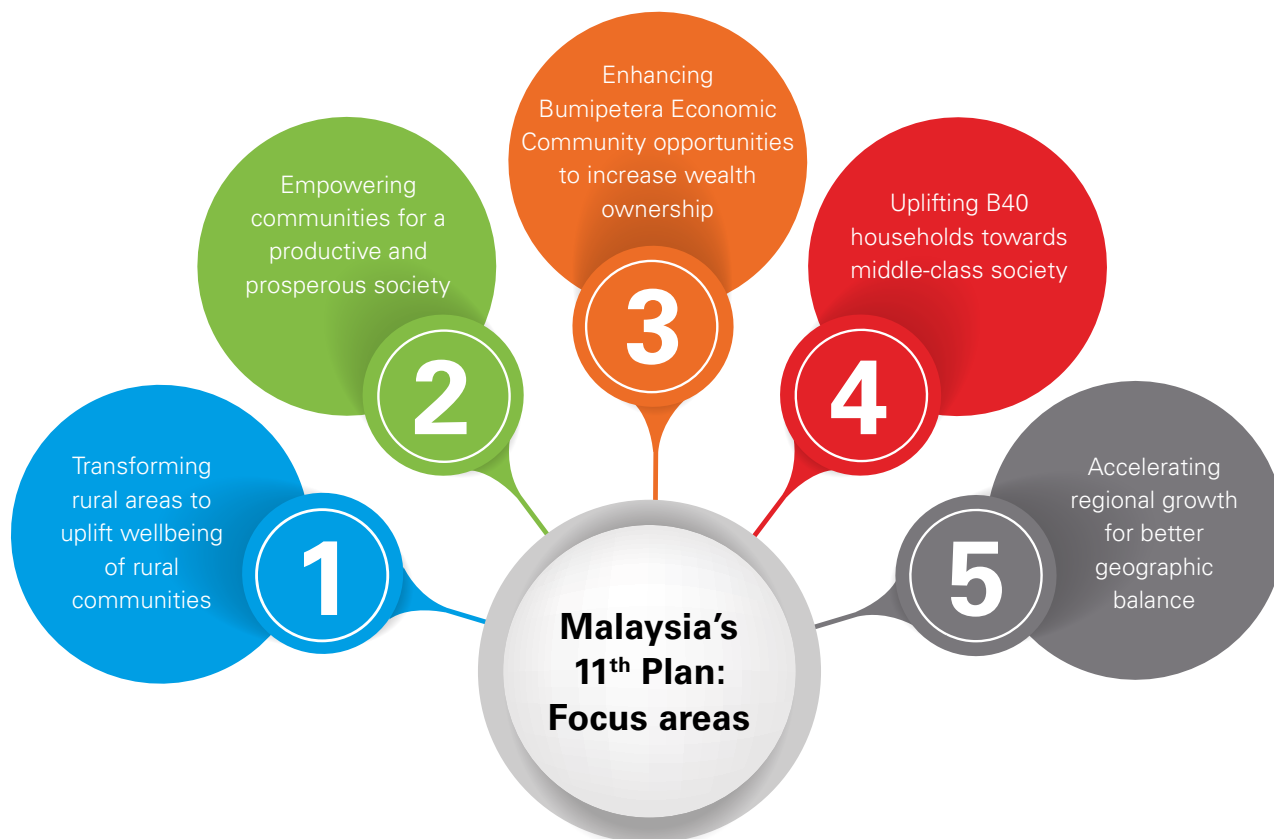 Transforming
rural areas to
uplift wellbeing
of rural
communities
1
Empowering
communities for a
productive and
prosperous society
2
Enhancing
Bumipetera Economic
Community opportunities
to increase wealth
ownership
3
Uplifting B40
households towards
middle-class society
4
Accelerating
regional growth
for better
geographic
balance
5
Malaysia's
11th Plan:
Focus areas